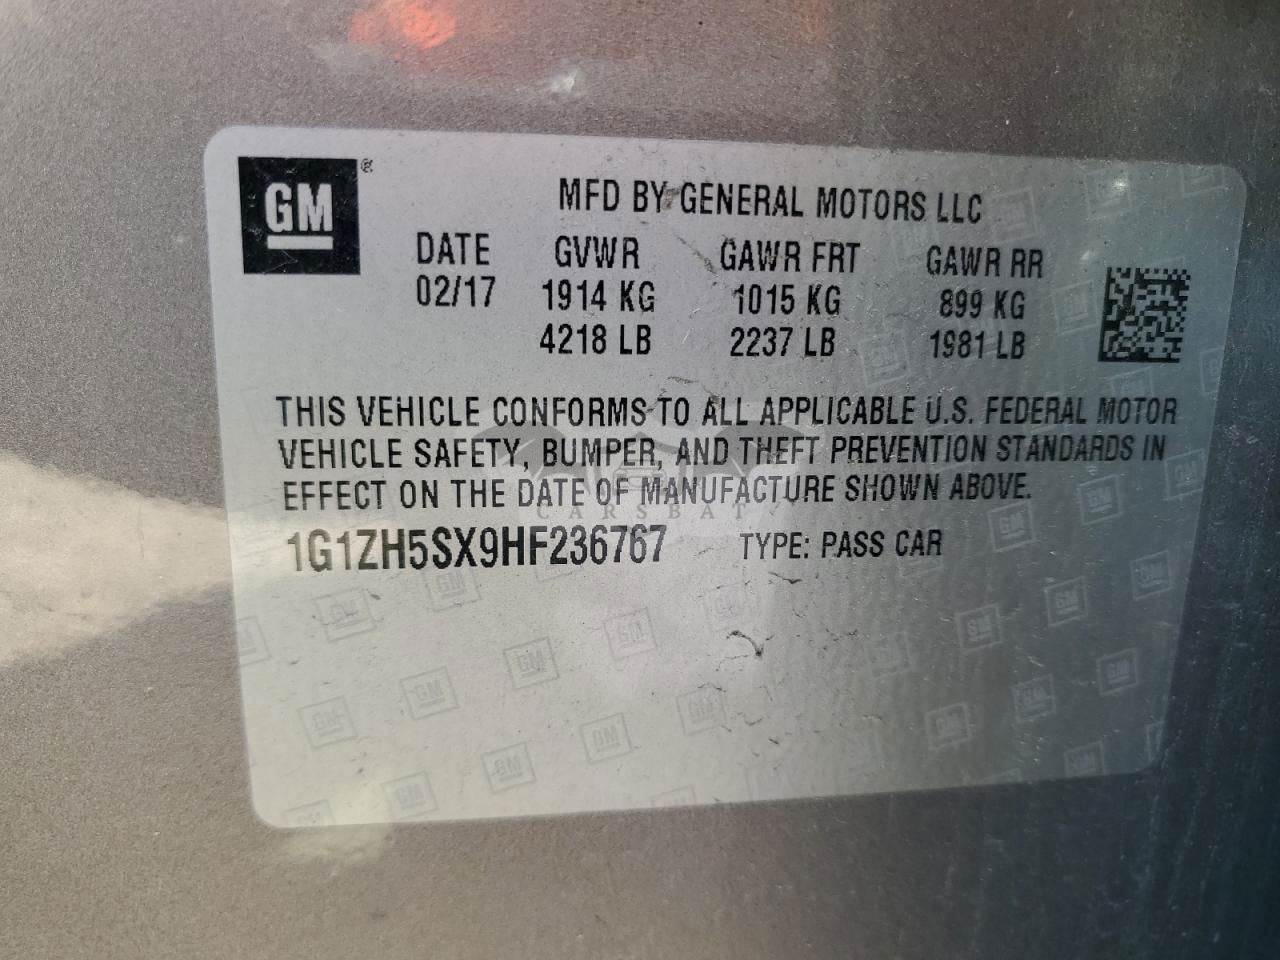 GM®
MFD BY GENERAL MOTORS LLC
DATE GVWR GAWR FRT GAWR RR
02/17 1914 KG 1015 KG 899 KG
4218 LB 2237 LB 1981 LB
THIS VEHICLE CONFORMS TO ALL APPLICABLE U.S. FEDERAL MOTOR
VEHICLE SAFETY, BUMPER, AND THEFT PREVENTION STANDARDS IN
EFFECT ON THE DATE OF MANUFACTURE SHOWN ABOVE.
CARSBAT
1G1ZH5SX9HF236767 TYPE: PASS CAR